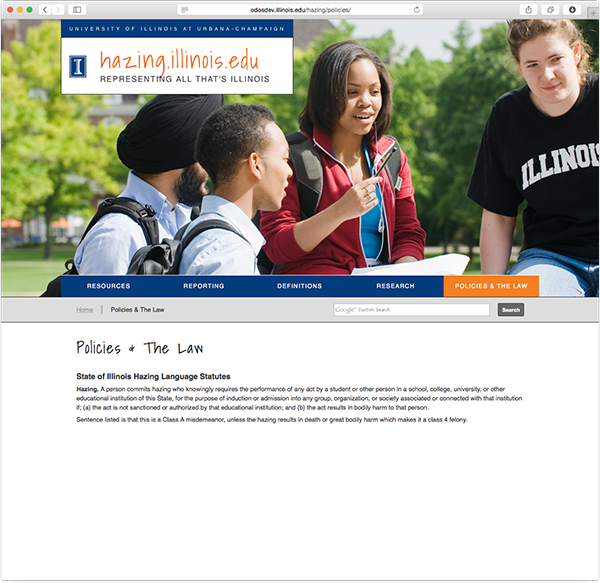 odosdev.illinois.edu/hazing/policies/
UNIVERSITY OF ILLINOIS AT URBANA-CHAMPAIGN
I
hazing.illinois.edu
REPRESENTING ALL THAT'S ILLINOIS
ILLINOIS
RESOURCES REPORTING DEFINITIONS RESEARCH POLICIES & THE LAW
Home | Policies & The Law Google™ Custom Search Search
Policies & The Law
State of Illinois Hazing Language Statutes
Hazing. A person commits hazing who knowingly requires the performance of any act by a student or other person in a school, college, university, or other
educational institution of this State, for the purpose of induction or admission into any group, organization, or society associated or connected with that institution
if; (a) the act is not sanctioned or authorized by that educational institution; and (b) the act results in bodily harm to that person.
Sentence listed is that this is a Class A misdemeanor, unless the hazing results in death or great bodily harm which makes it a class 4 felony.